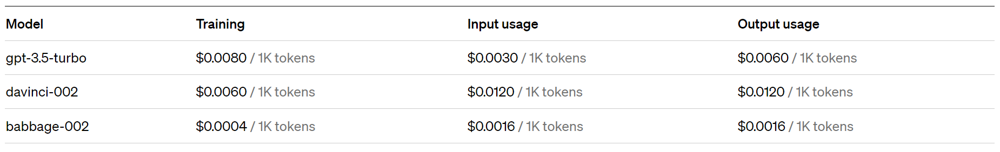 Model Training Input usage Output usage
gpt-3.5-turbo $0.0080 / 1K tokens $0.0030 / 1K tokens $0.0060 / 1K tokens
davinci-002 $0.0060 / 1K tokens $0.0120 / 1K tokens $0.0120 / 1K tokens
babbage-002 $0.0004 / 1K tokens $0.0016 / 1K tokens $0.0016 / 1K tokens